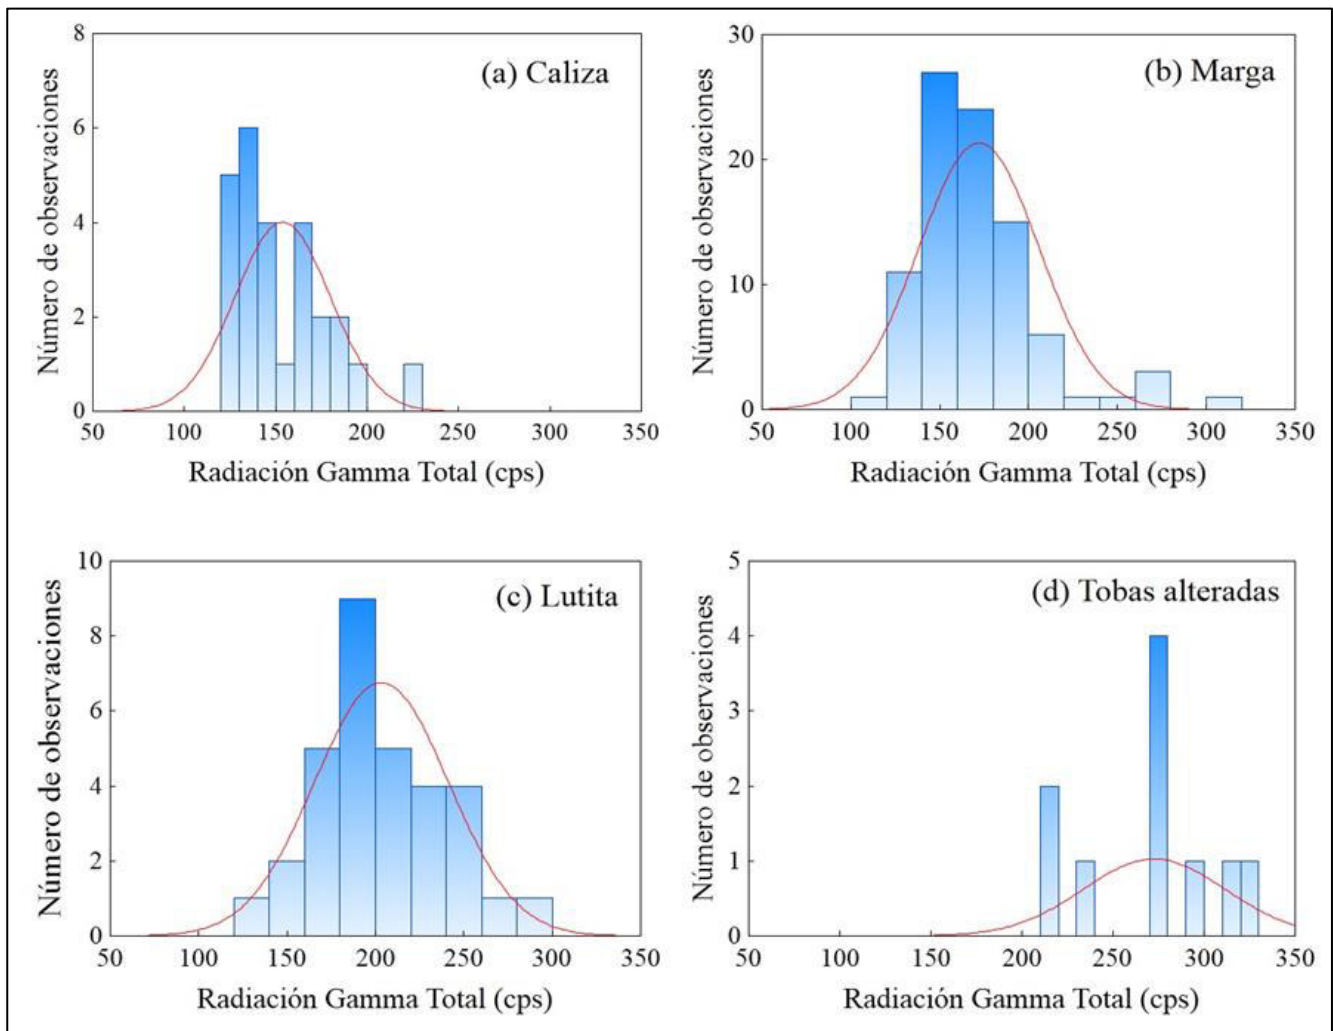 (a) Caliza
Número de observaciones
8
6
4
2
0
50 100 150 200 250 300 350
Radiación Gamma Total (cps)
(b) Marga
Número de observaciones
30
20
10
0
50 100 150 200 250 300 350
Radiación Gamma Total (cps)
(c) Lutita
Número de observaciones
10
8
6
4
2
0
50 100 150 200 250 300 350
Radiación Gamma Total (cps)
(d) Tobas alteradas
Número de observaciones
5
4
3
2
1
0
50 100 150 200 250 300 350
Radiación Gamma Total (cps)